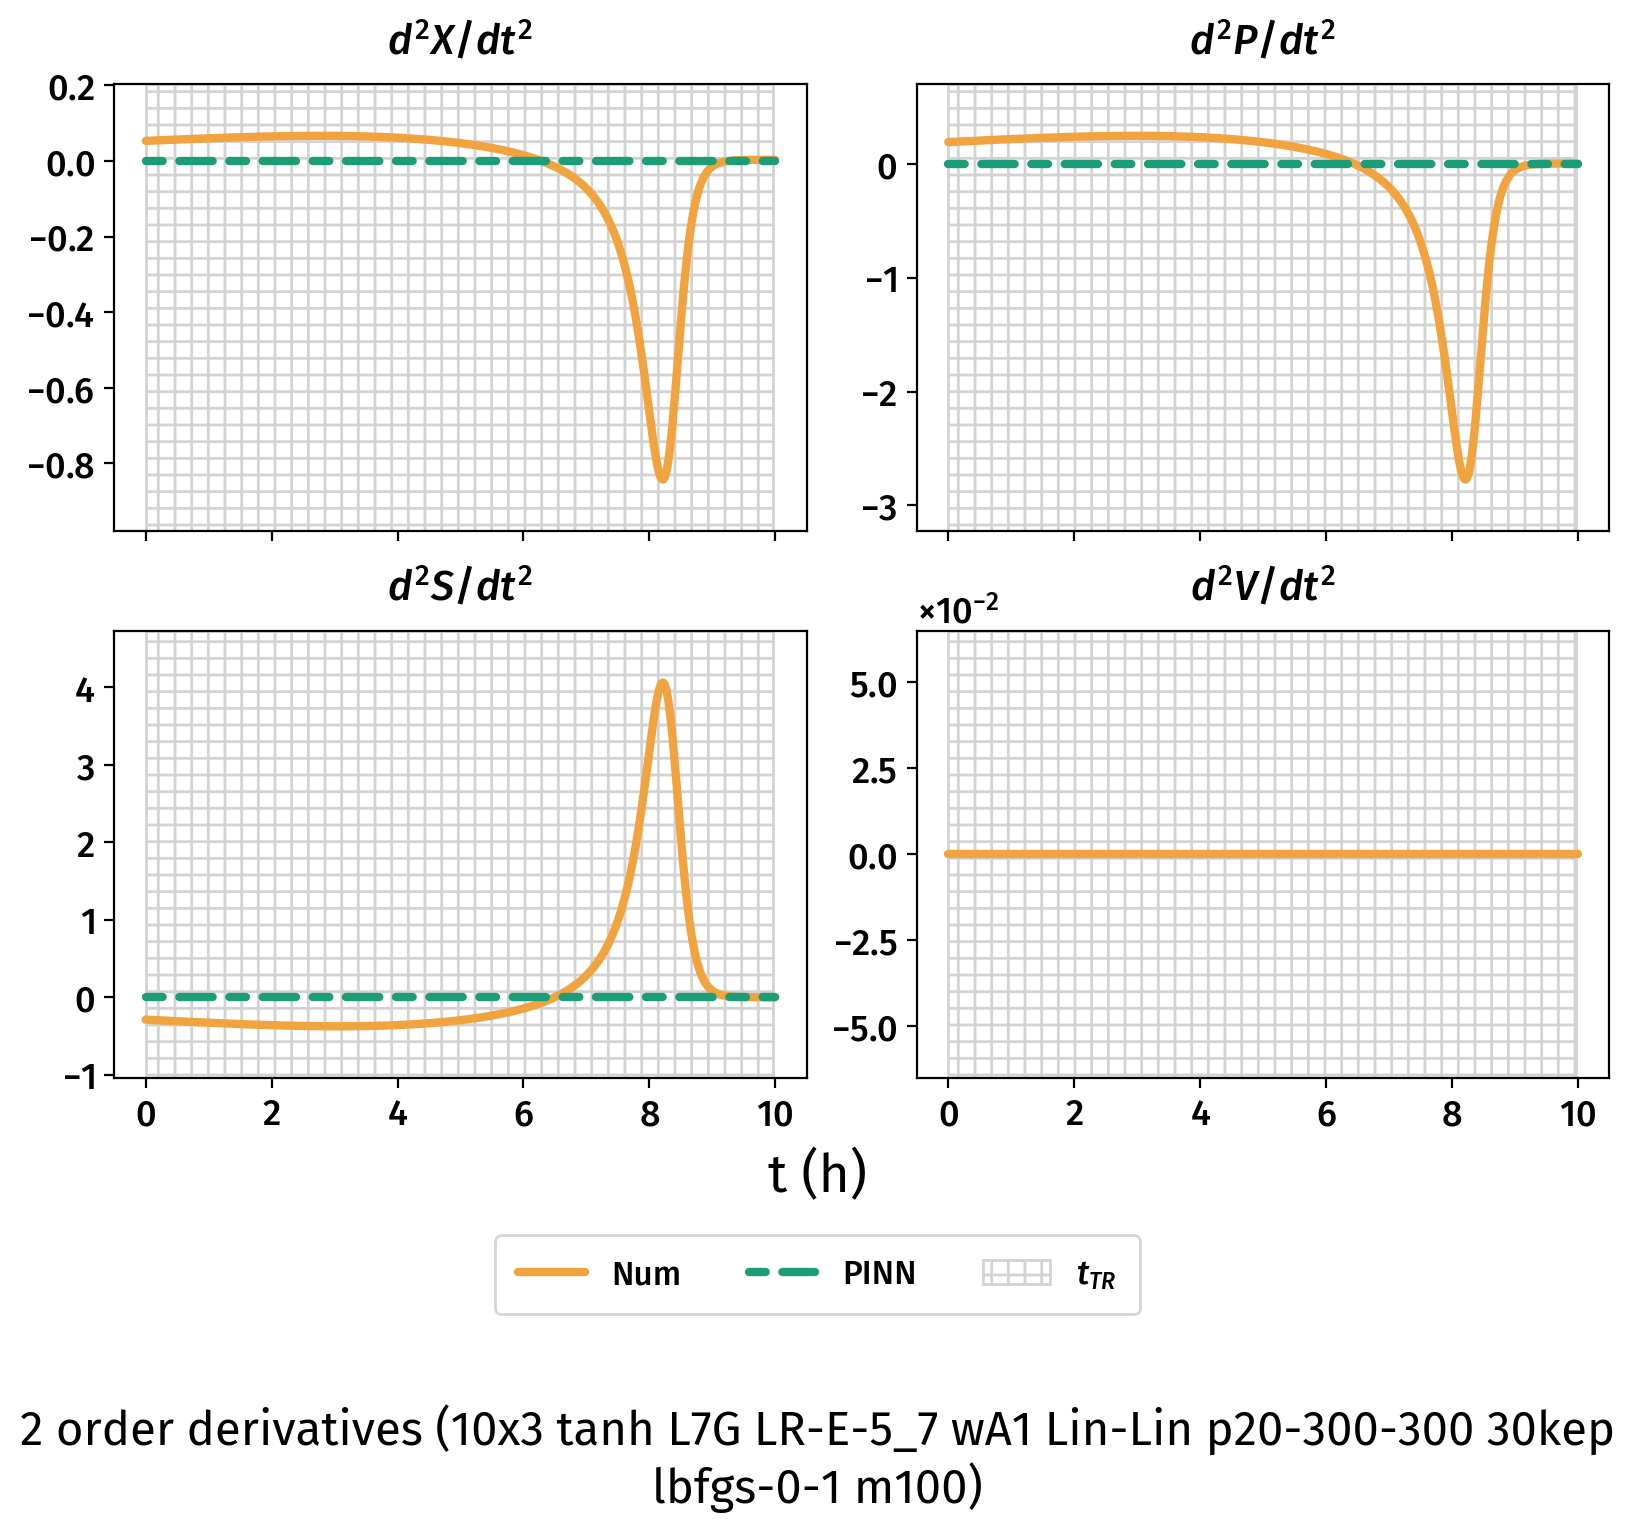 d²X/dt²
d²P/dt²
0.2
0.0
−0.2
−0.4
−0.6
−0.8
0
−1
−2
−3
d²S/dt²
d²V/dt²
×10⁻²
4
3
2
1
0
−1
5.0
2.5
0.0
−2.5
−5.0
0 2 4 6 8 10
0 2 4 6 8 10
t (h)
Num PINN t_TR
2 order derivatives (10x3 tanh L7G LR-E-5_7 wA1 Lin-Lin p20-300-300 30kep
lbfgs-0-1 m100)